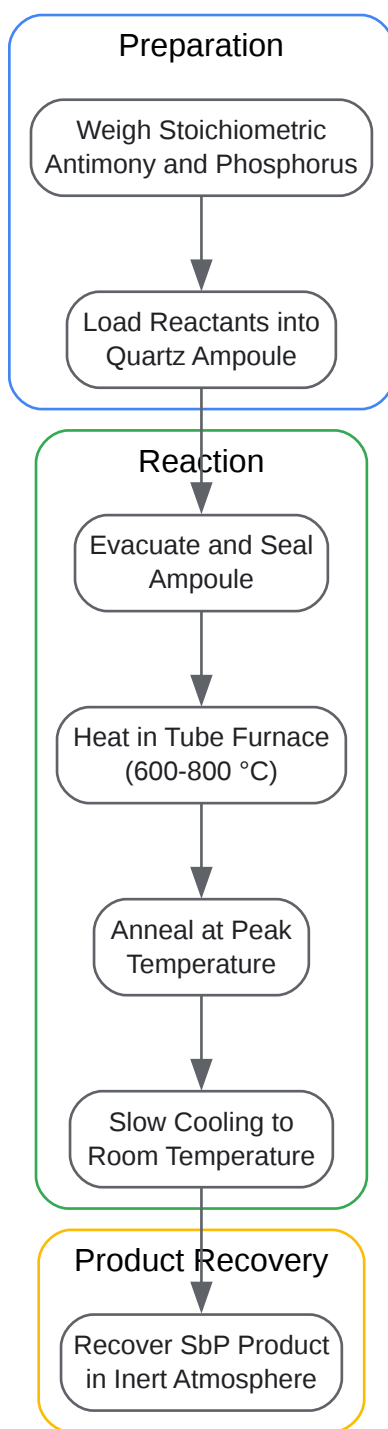 Preparation
Weigh Stoichiometric
Antimony and Phosphorus
Load Reactants into
Quartz Ampoule
Reaction
Evacuate and Seal
Ampoule
Heat in Tube Furnace
(600-800 °C)
Anneal at Peak
Temperature
Slow Cooling to
Room Temperature
Product Recovery
Recover SbP Product
in Inert Atmosphere